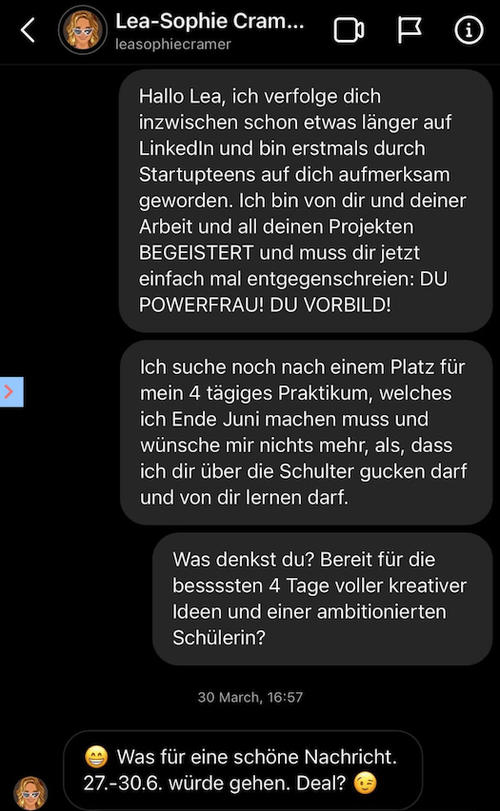 Lea-Sophie Cram...
leasophiecramer
Hallo Lea, ich verfolge dich
inzwischen schon etwas länger auf
LinkedIn und bin erstmals durch
Startupteens auf dich aufmerksam
geworden. Ich bin von dir und deiner
Arbeit und all deinen Projekten
BEGEISTERT und muss dir jetzt
einfach mal entgegenschreien: DU
POWERFRAU! DU VORBILD!
Ich suche noch nach einem Platz für
mein 4 tägiges Praktikum, welches
ich Ende Juni machen muss und
wünsche mir nichts mehr, als, dass
ich dir über die Schulter gucken darf
und von dir lernen darf.
Was denkst du? Bereit für die
bessssten 4 Tage voller kreativer
Ideen und einer ambitionierten
Schülerin?
30 March, 16:57
😁 Was für eine schöne Nachricht.
27.-30.6. würde gehen. Deal? 😉